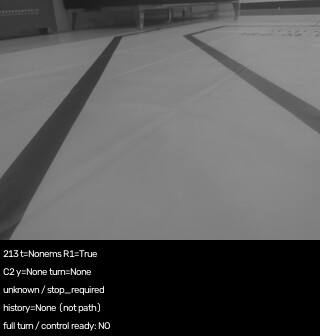 213 t=Nonems R1=True
C2 y=None turn=None
unknown / stop_required
history=None (not path)
full turn / control ready: NO